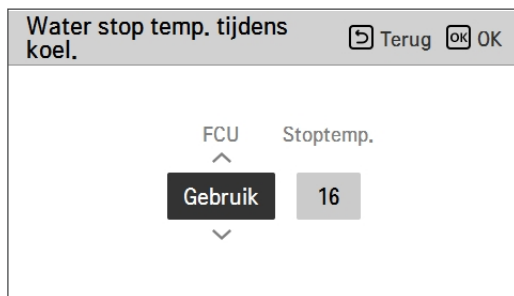 Water stop temp. tijdens
koel.
Terug OK OK
FCU Stoptemp.
Gebruik 16